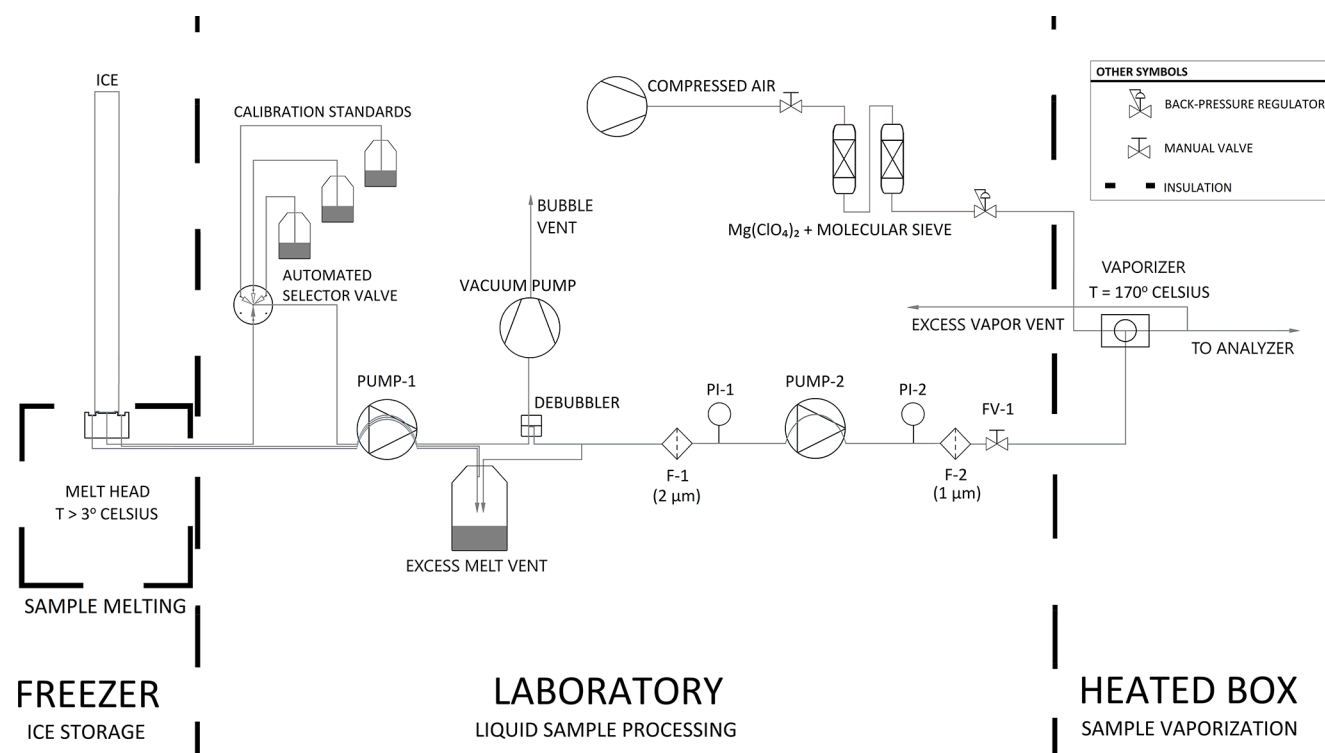 ICE
CALIBRATION STANDARDS
AUTOMATED
SELECTOR VALVE
COMPRESSED AIR
OTHER SYMBOLS
BACK-PRESSURE REGULATOR
MANUAL VALVE
INSULATION
BUBBLE
VENT
VACUUM PUMP
Mg(ClO₄)₂ + MOLECULAR SIEVE
VAPORIZER
T = 170⁰ CELSIUS
EXCESS VAPOR VENT
TO ANALYZER
PUMP-1
DEBUBBLER
PI-1
PUMP-2
PI-2
FV-1
F-1
(2 µm)
F-2
(1 µm)
MELT HEAD
T > 3⁰ CELSIUS
EXCESS MELT VENT
SAMPLE MELTING
FREEZER
ICE STORAGE
LABORATORY
LIQUID SAMPLE PROCESSING
HEATED BOX
SAMPLE VAPORIZATION